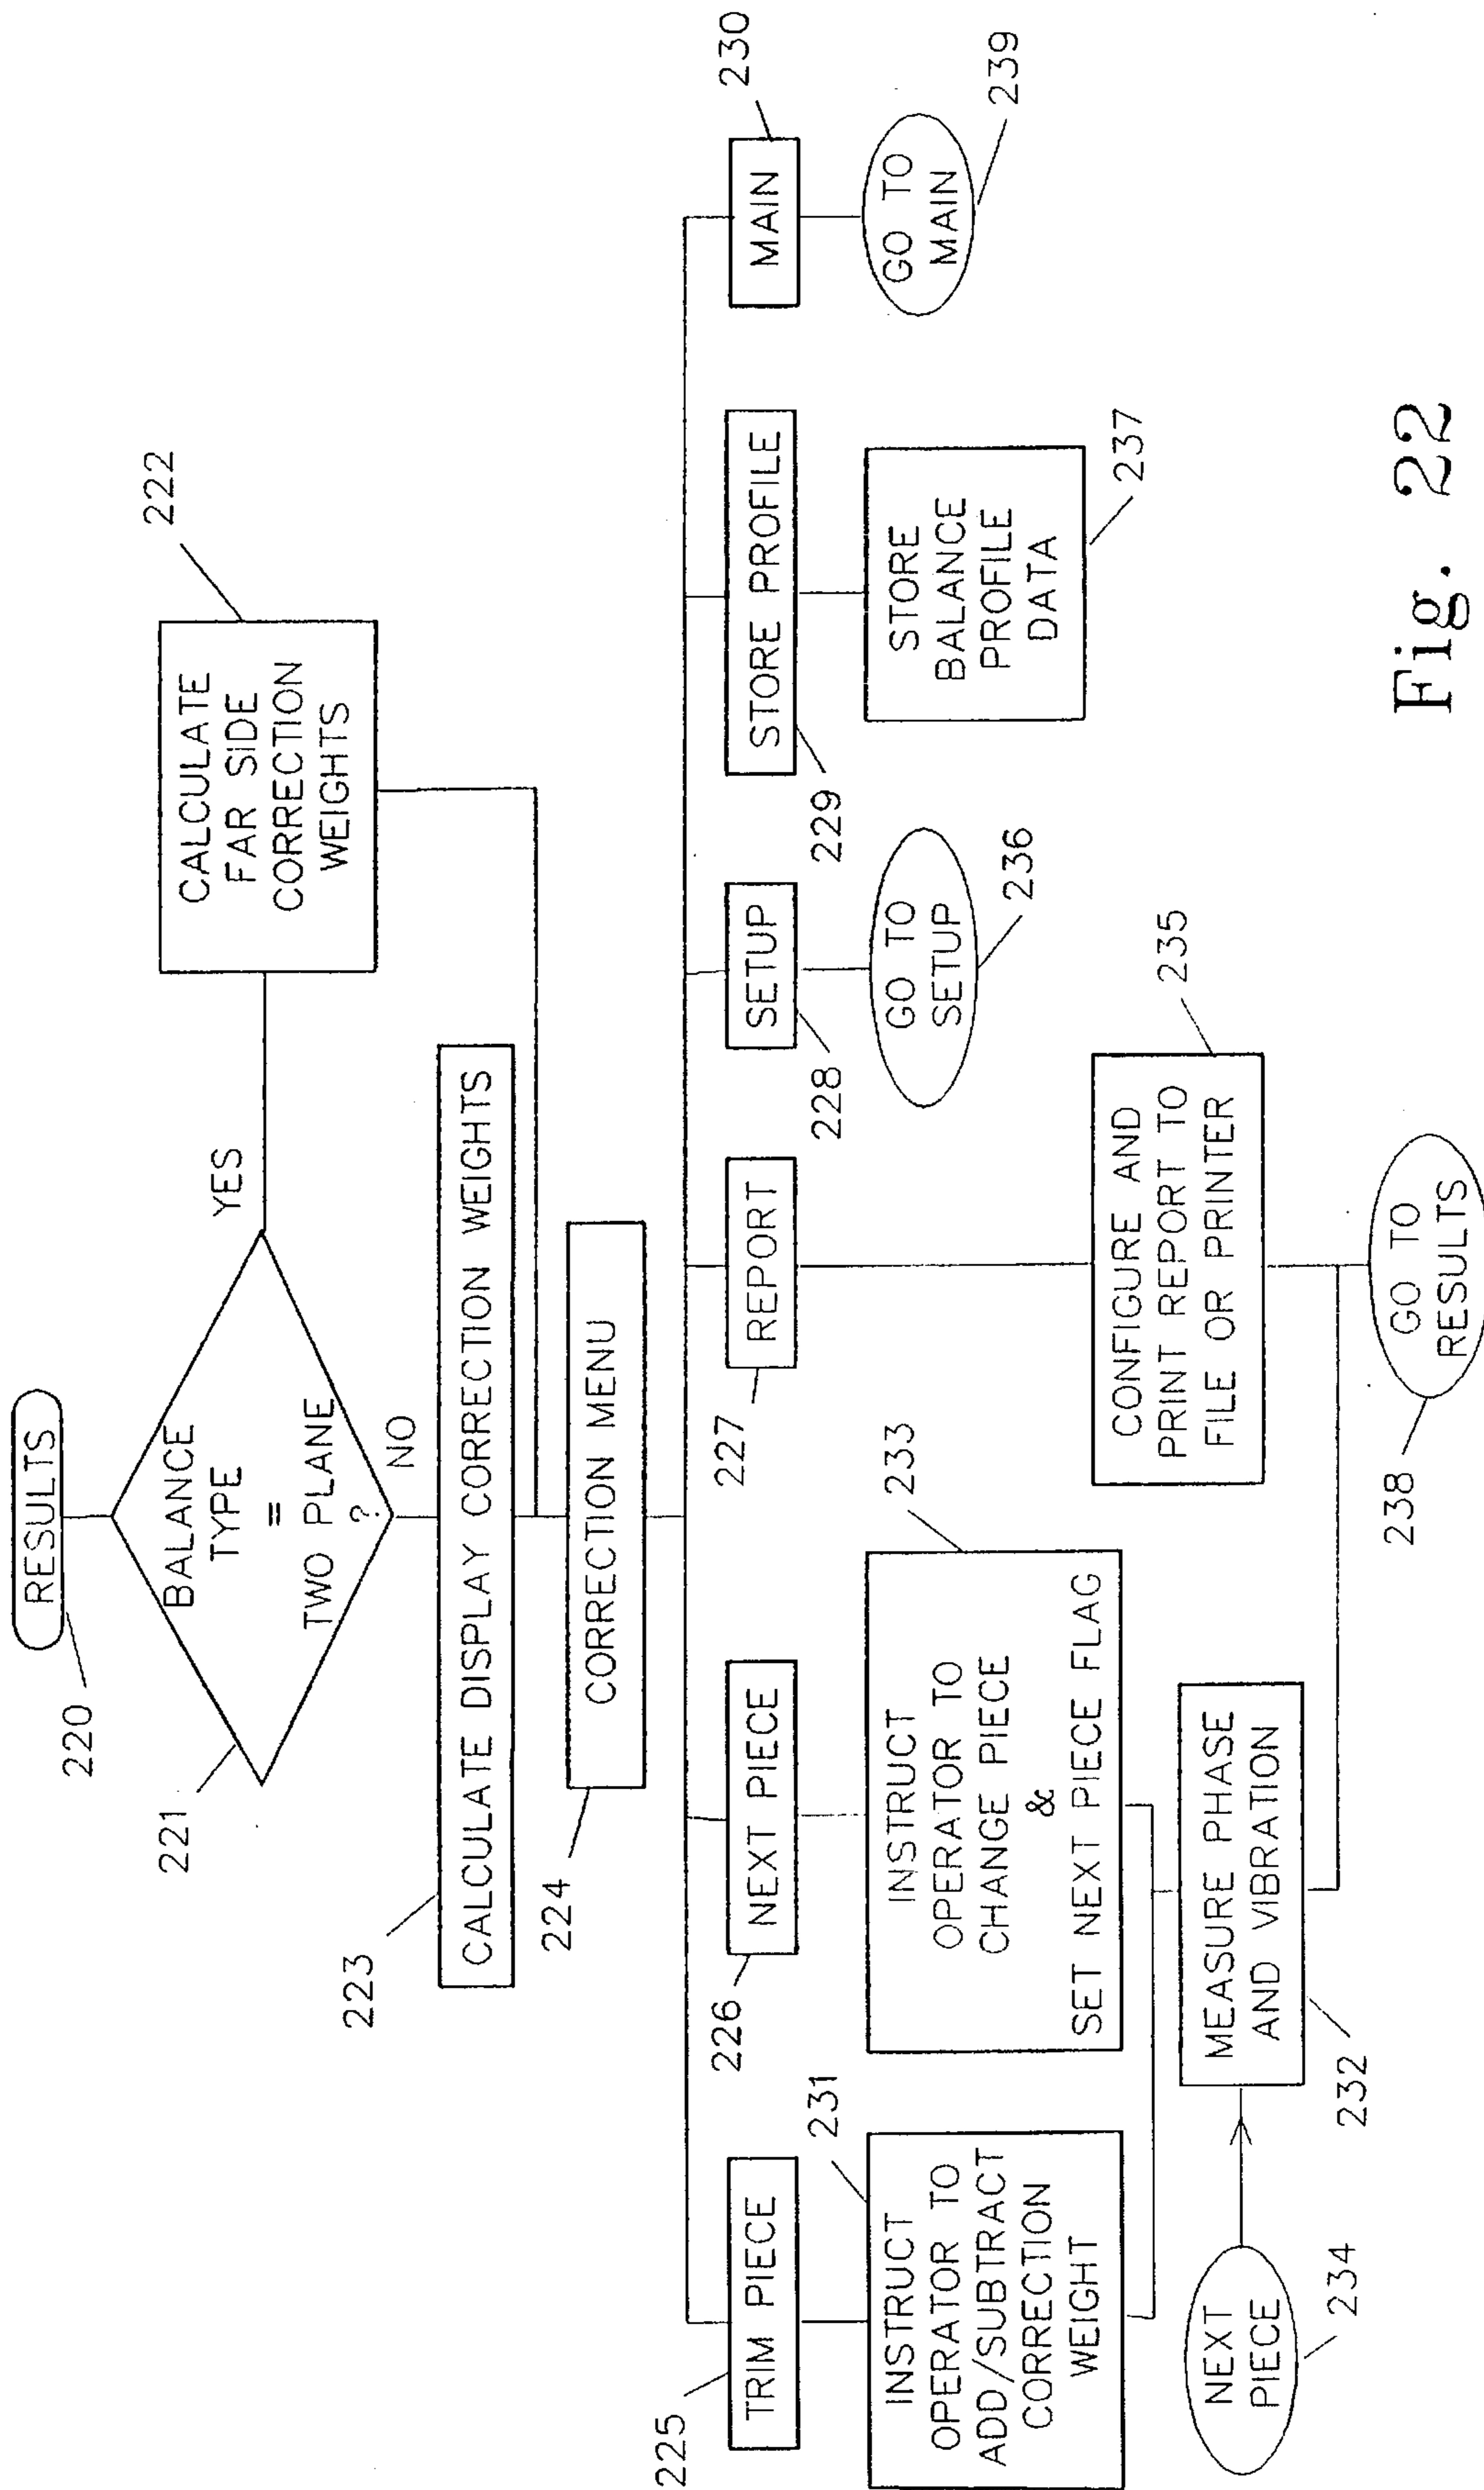 RESULTS
220
BALANCE
TYPE
=
TWO PLANE
?
221
YES
NO
CALCULATE
FAR SIDE
CORRECTION
WEIGHTS
222
223
CALCULATE DISPLAY CORRECTION WEIGHTS
224
CORRECTION MENU
225
TRIM PIECE
226
NEXT PIECE
227
REPORT
228
SETUP
229
STORE PROFILE
230
MAIN
231
INSTRUCT
OPERATOR TO
ADD/SUBTRACT
CORRECTION
WEIGHT
233
INSTRUCT
OPERATOR TO
CHANGE PIECE
&
SET NEXT PIECE FLAG
GO TO
SETUP
236
STORE
BALANCE
PROFILE
DATA
237
GO TO
MAIN
239
CONFIGURE AND
PRINT REPORT TO
FILE OR PRINTER
235
NEXT
PIECE
234
MEASURE PHASE
AND VIBRATION
232
GO TO
RESULTS
238
Fig. 22